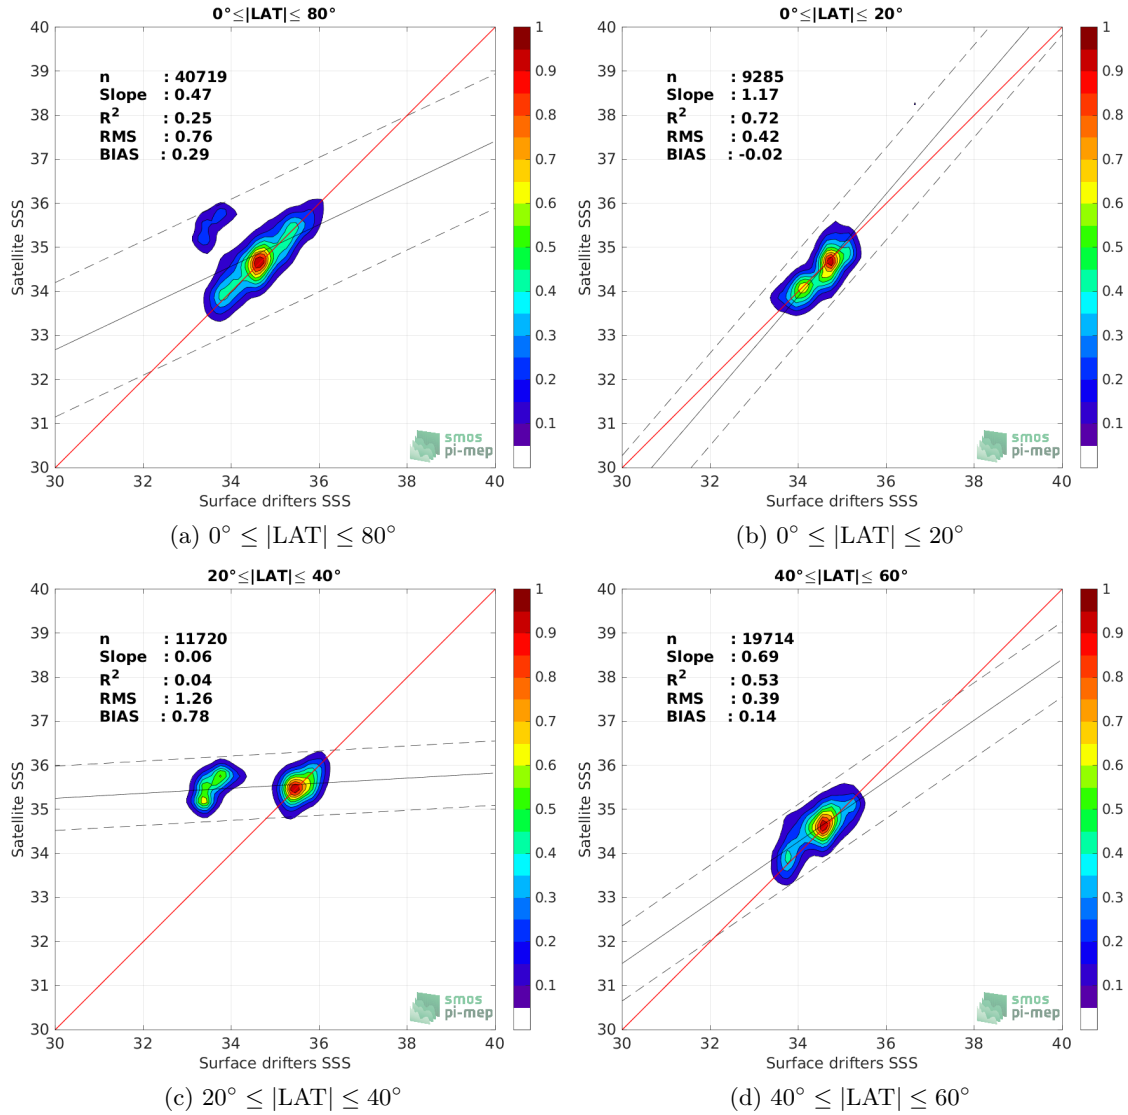 0°≤|LAT|≤ 80°
40
39
38
37
36
35
34
33
32
31
30
Satellite SSS
n : 40719
Slope : 0.47
R² : 0.25
RMS : 0.76
BIAS : 0.29
smos
pi-mep
30 32 34 36 38 40
Surface drifters SSS
1
0.9
0.8
0.7
0.6
0.5
0.4
0.3
0.2
0.1
(a) 0° ≤ |LAT| ≤ 80°
0°≤|LAT|≤ 20°
40
39
38
37
36
35
34
33
32
31
30
Satellite SSS
n : 9285
Slope : 1.17
R² : 0.72
RMS : 0.42
BIAS : -0.02
smos
pi-mep
30 32 34 36 38 40
Surface drifters SSS
1
0.9
0.8
0.7
0.6
0.5
0.4
0.3
0.2
0.1
(b) 0° ≤ |LAT| ≤ 20°
20°≤|LAT|≤ 40°
40
39
38
37
36
35
34
33
32
31
30
Satellite SSS
n : 11720
Slope : 0.06
R² : 0.04
RMS : 1.26
BIAS : 0.78
smos
pi-mep
30 32 34 36 38 40
Surface drifters SSS
1
0.9
0.8
0.7
0.6
0.5
0.4
0.3
0.2
0.1
(c) 20° ≤ |LAT| ≤ 40°
40°≤|LAT|≤ 60°
40
39
38
37
36
35
34
33
32
31
30
Satellite SSS
n : 19714
Slope : 0.69
R² : 0.53
RMS : 0.39
BIAS : 0.14
smos
pi-mep
30 32 34 36 38 40
Surface drifters SSS
1
0.9
0.8
0.7
0.6
0.5
0.4
0.3
0.2
0.1
(d) 40° ≤ |LAT| ≤ 60°